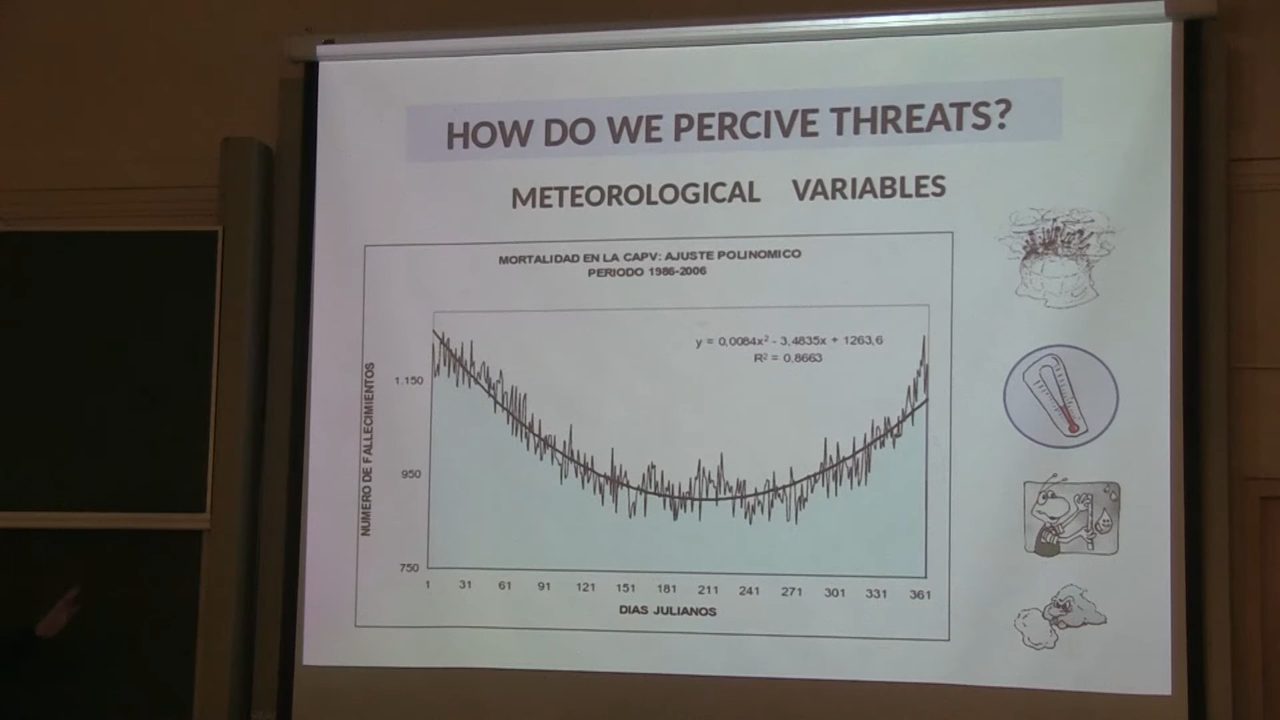 HOW DO WE PERCIVE THREATS?
METEOROLOGICAL VARIABLES
MORTALIDAD EN LA CAPV: AJUSTE POLINOMICO
PERIODO 1986-2006
y = 0,0084x² - 3,4835x + 1263,6
R² = 0,8663
NUMERO DE FALLECIMIENTOS
1.150
950
750
1 31 61 91 121 151 181 211 241 271 301 331 361
DIAS JULIANOS